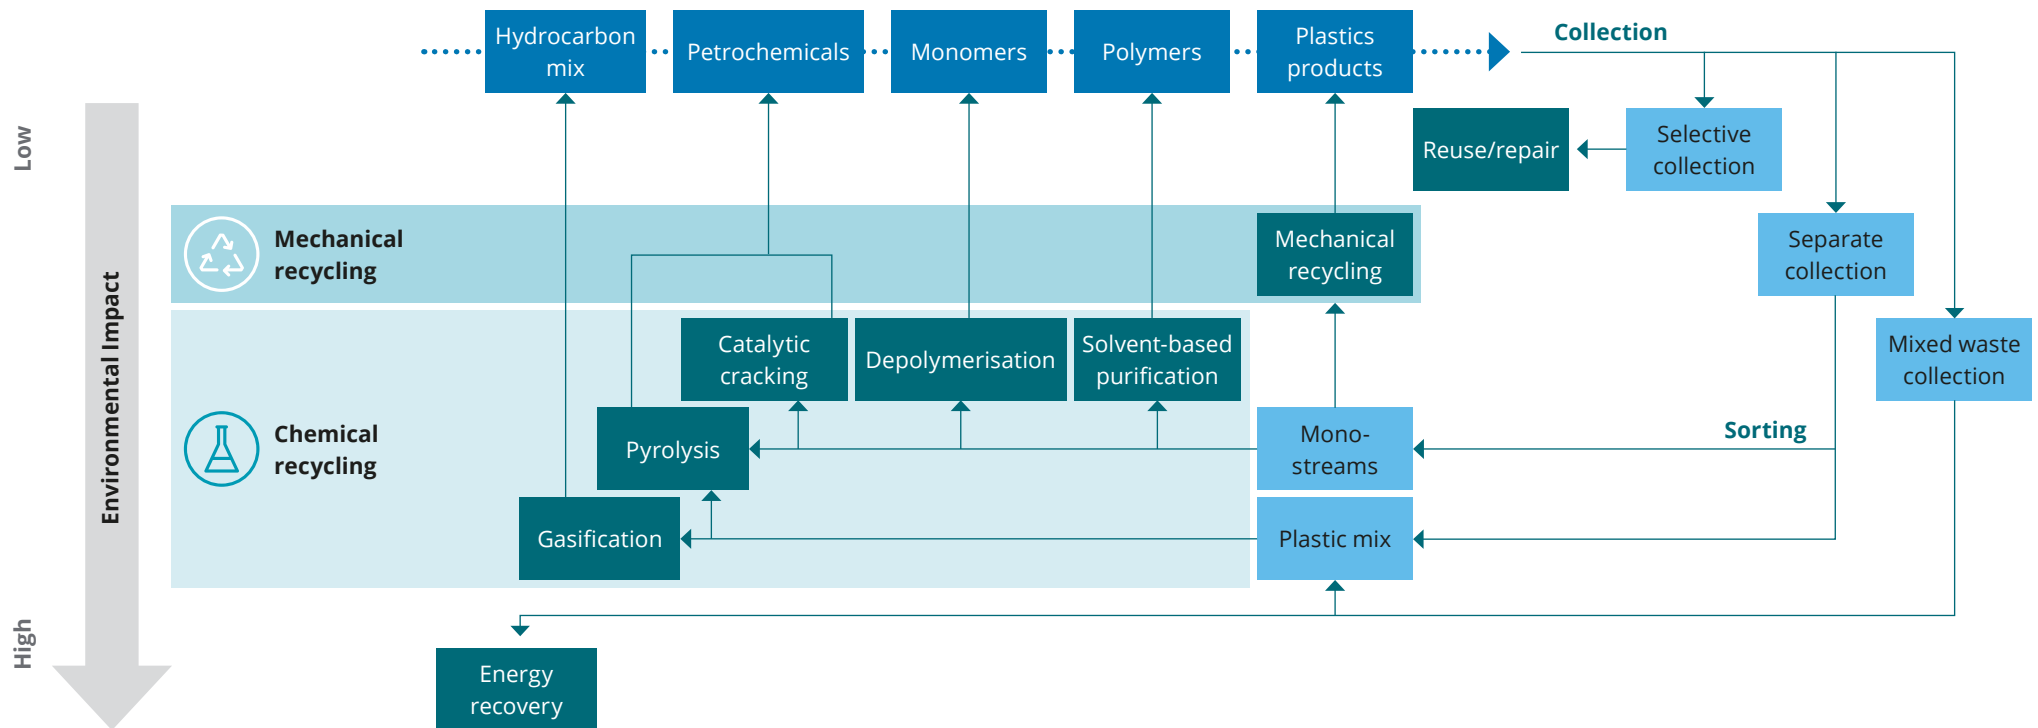 Hydrocarbon
mix
Petrochemicals
Monomers
Polymers
Plastics
products
Collection
Low
Reuse/repair
Selective
collection
Mechanical
recycling
Mechanical
recycling
Separate
collection
Environmental Impact
Catalytic
cracking
Depolymerisation
Solvent-based
purification
Mixed waste
collection
Chemical
recycling
Pyrolysis
Mono-
streams
Sorting
Gasification
Plastic mix
High
Energy
recovery